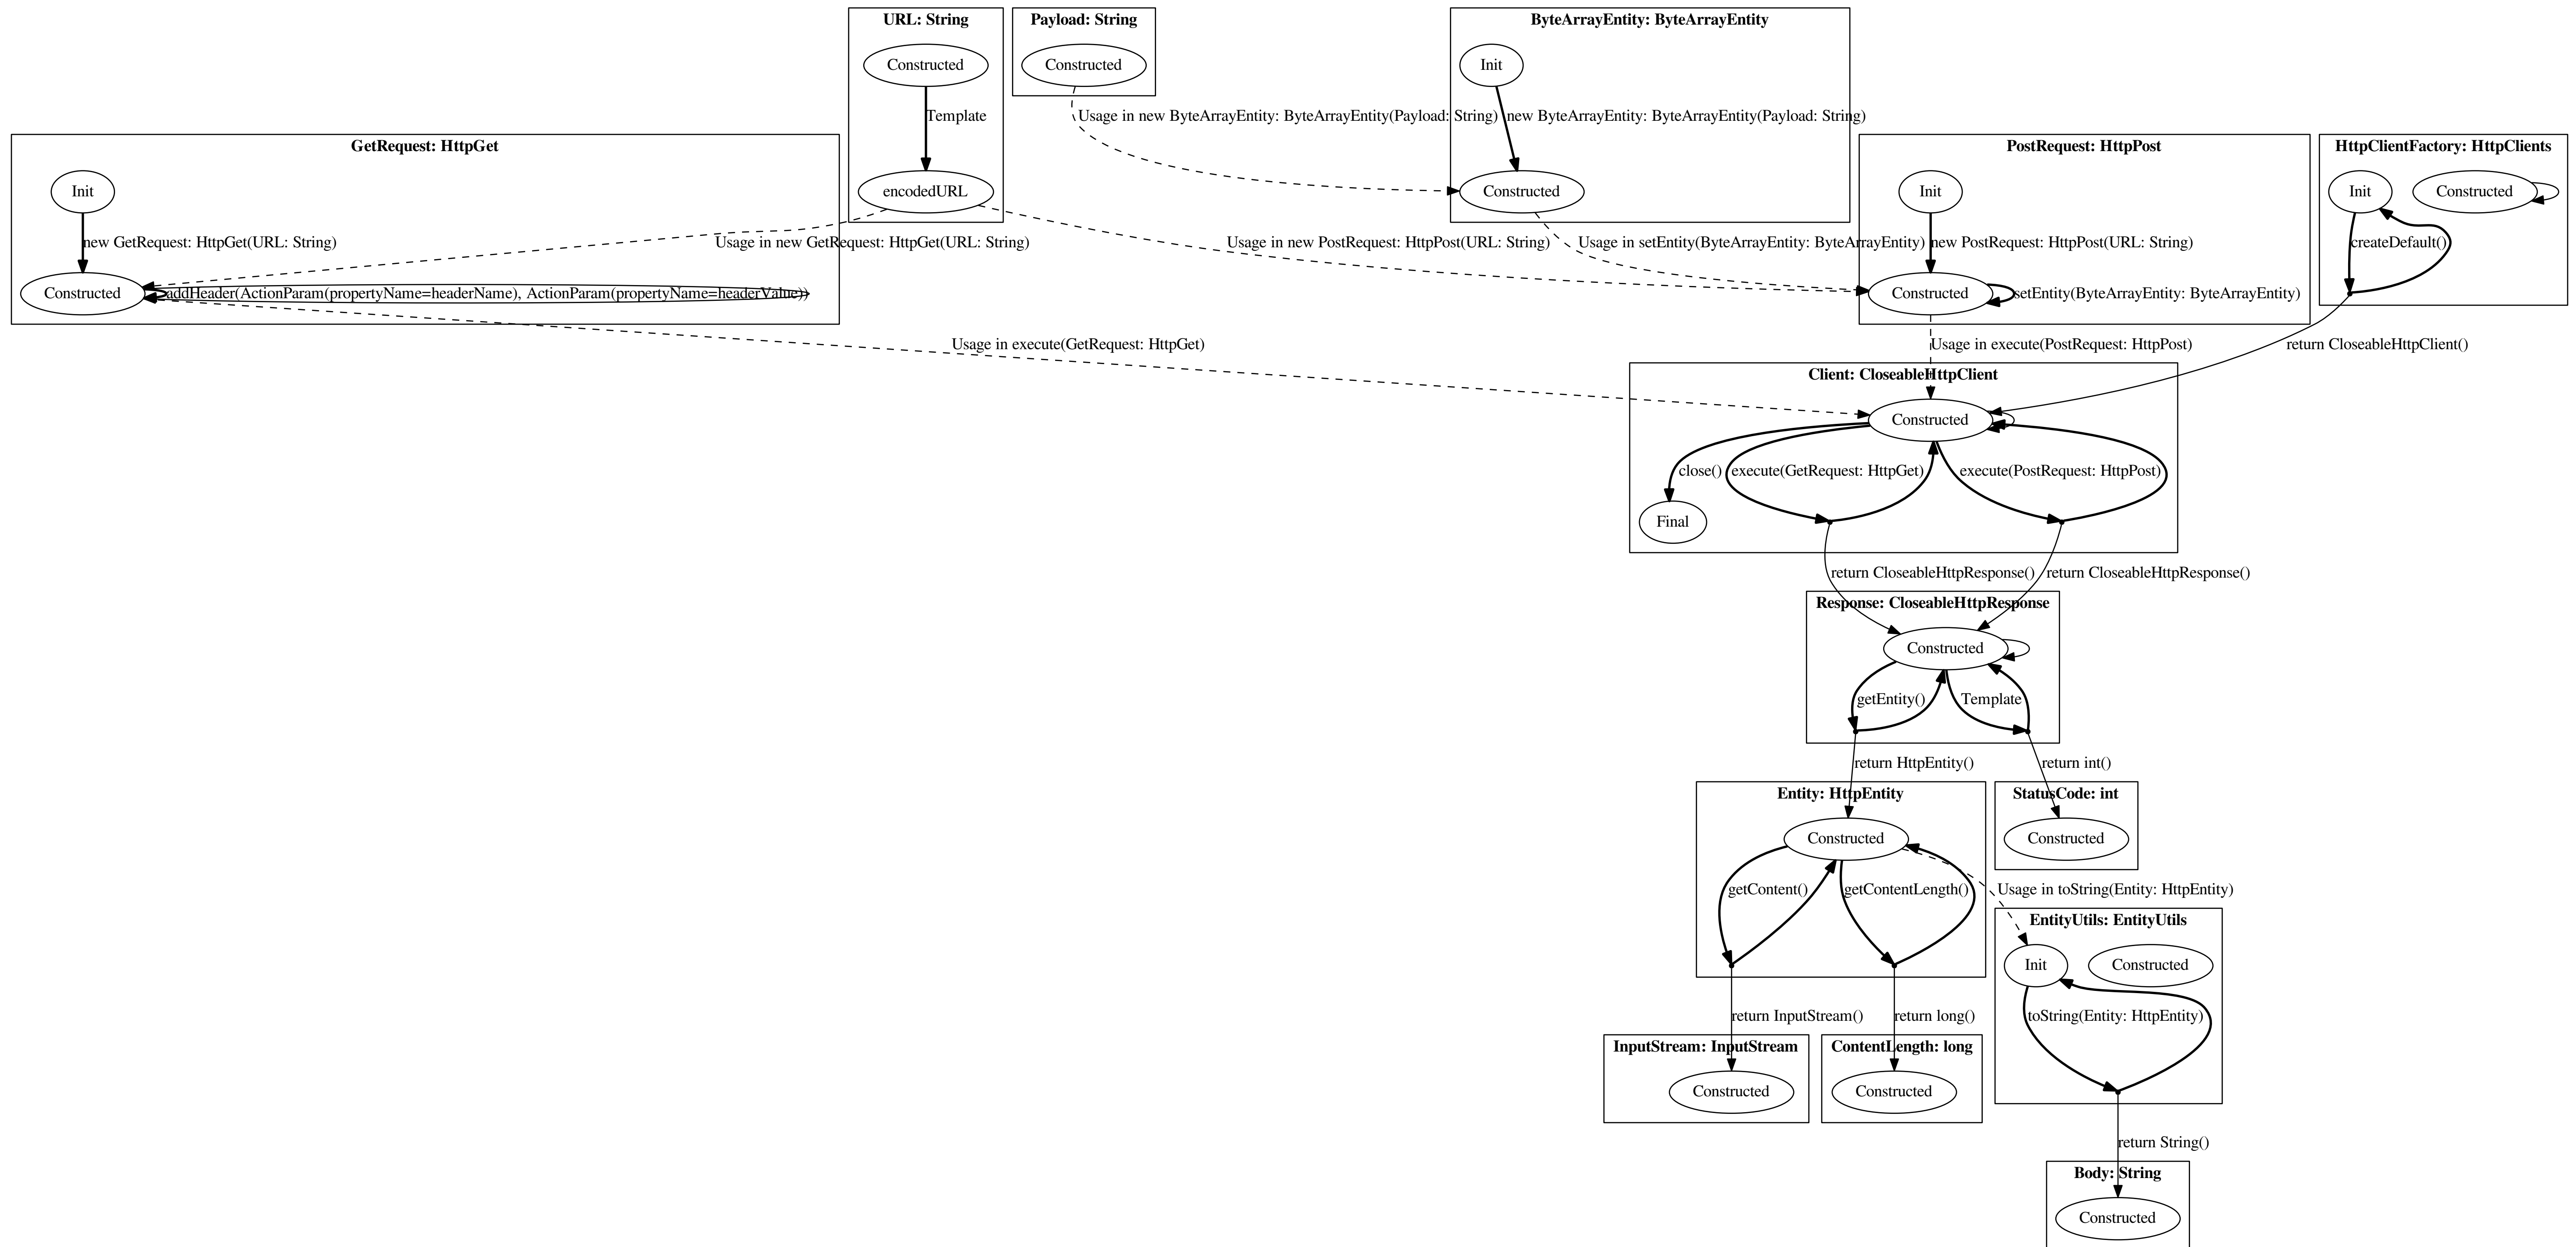 URL: String
Payload: String
ByteArrayEntity: ByteArrayEntity
Constructed
Constructed
Init
Template
Usage in new ByteArrayEntity: ByteArrayEntity(Payload: String)
new ByteArrayEntity: ByteArrayEntity(Payload: String)
GetRequest: HttpGet
PostRequest: HttpPost
HttpClientFactory: HttpClients
Init
encodedURL
Constructed
Init
Init
Constructed
new GetRequest: HttpGet(URL: String)
Usage in new GetRequest: HttpGet(URL: String)
Usage in new PostRequest: HttpPost(URL: String)
Usage in setEntity(ByteArrayEntity: ByteArrayEntity)
new PostRequest: HttpPost(URL: String)
createDefault()
Constructed
addHeader(ActionParam(propertyName=headerName), ActionParam(propertyName=headerValue))
Constructed
setEntity(ByteArrayEntity: ByteArrayEntity)
Usage in execute(GetRequest: HttpGet)
Usage in execute(PostRequest: HttpPost)
return CloseableHttpClient()
Client: CloseableHttpClient
Constructed
close()
execute(GetRequest: HttpGet)
execute(PostRequest: HttpPost)
Final
return CloseableHttpResponse()
return CloseableHttpResponse()
Response: CloseableHttpResponse
Constructed
getEntity()
Template
return HttpEntity()
return int()
Entity: HttpEntity
StatusCode: int
Constructed
Constructed
getContent()
getContentLength()
Usage in toString(Entity: HttpEntity)
EntityUtils: EntityUtils
Init
Constructed
return InputStream()
return long()
toString(Entity: HttpEntity)
InputStream: InputStream
ContentLength: long
Constructed
Constructed
return String()
Body: String
Constructed